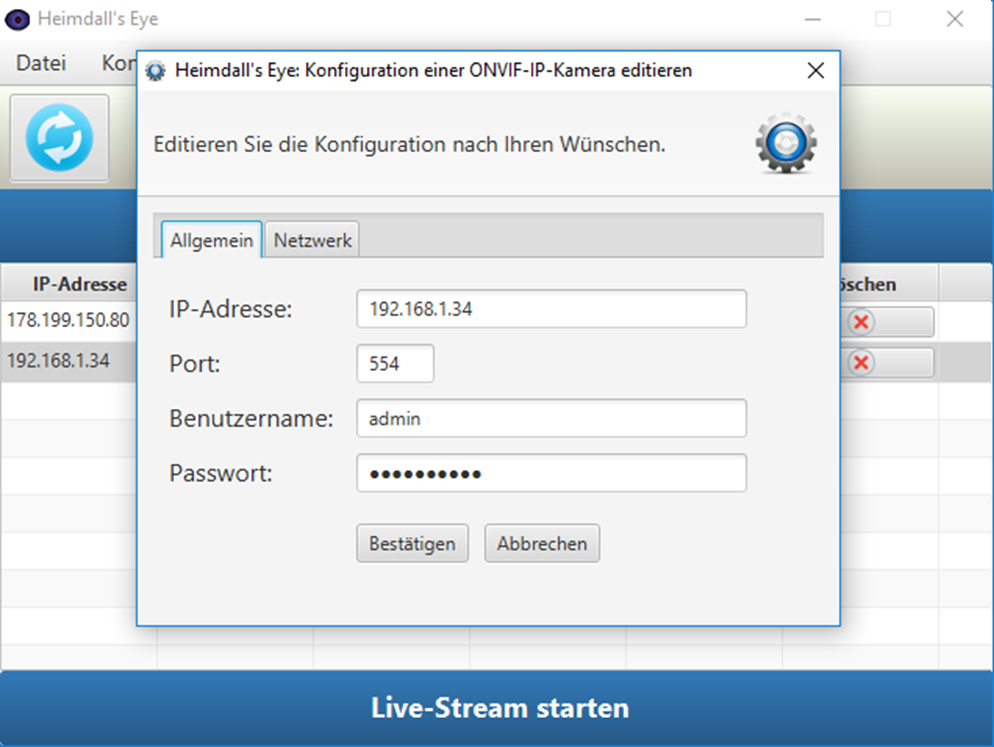 Heimdall's Eye
Datei
Heimdall's Eye: Konfiguration einer ONVIF-IP-Kamera editieren
Editieren Sie die Konfiguration nach Ihren Wünschen.
Allgemein Netzwerk
IP-Adresse
178.199.150.80
192.168.1.34
IP-Adresse: 192.168.1.34
Port: 554
Benutzername: admin
Passwort: ●●●●●●●●●●
Bestätigen Abbrechen
Live-Stream starten